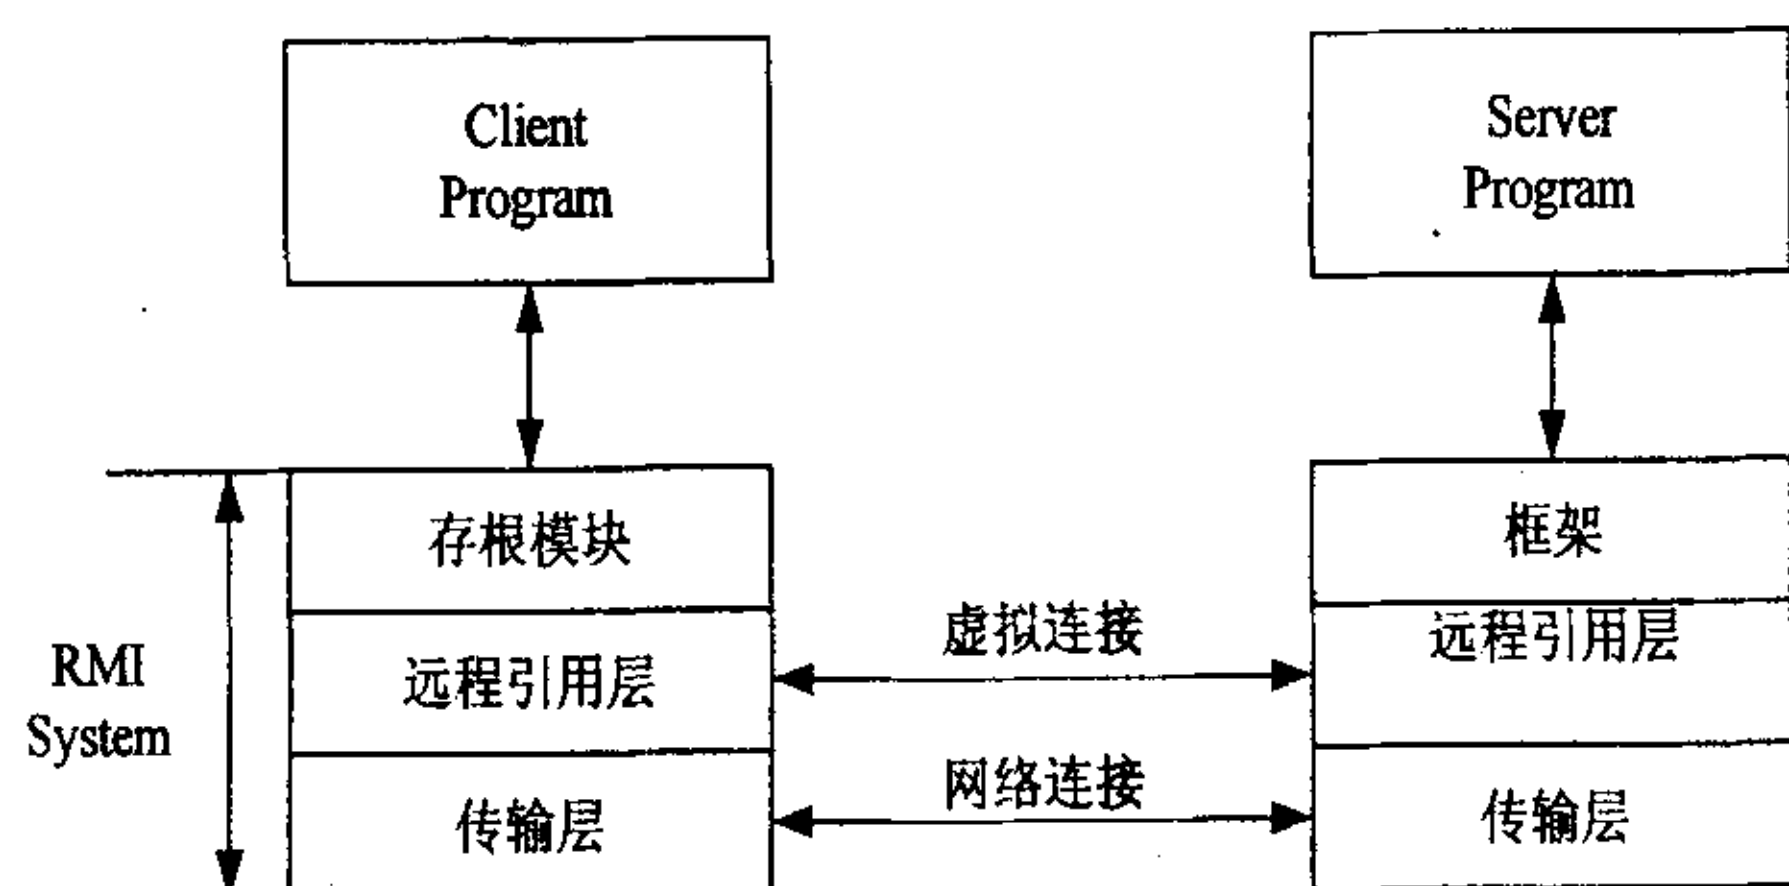 Client
Program
Server
Program
存根模块
框架
虚拟连接
远程引用层
远程引用层
RMI
System
网络连接
传输层
传输层